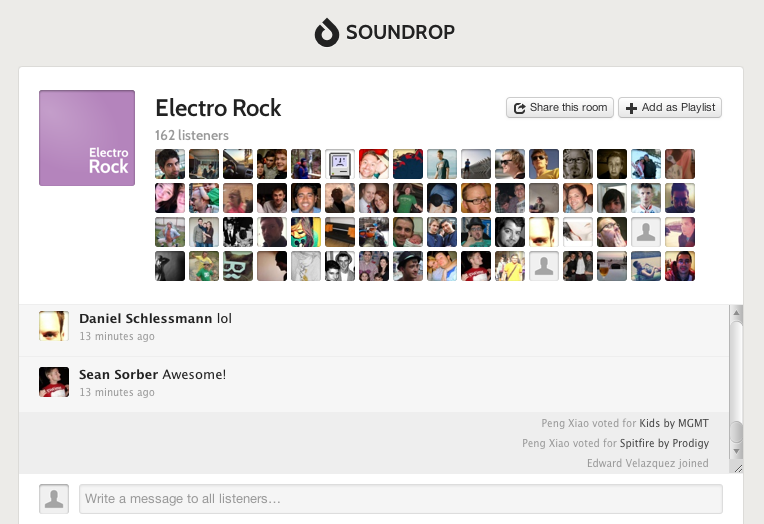 SOUNDROP
Electro
Rock
Electro Rock
162 listeners
Share this room
Add as Playlist
Daniel Schlessmann lol
13 minutes ago
Sean Sorber Awesome!
13 minutes ago
Peng Xiao voted for Kids by MGMT
Peng Xiao voted for Spitfire by Prodigy
Edward Velazquez joined
Write a message to all listeners...